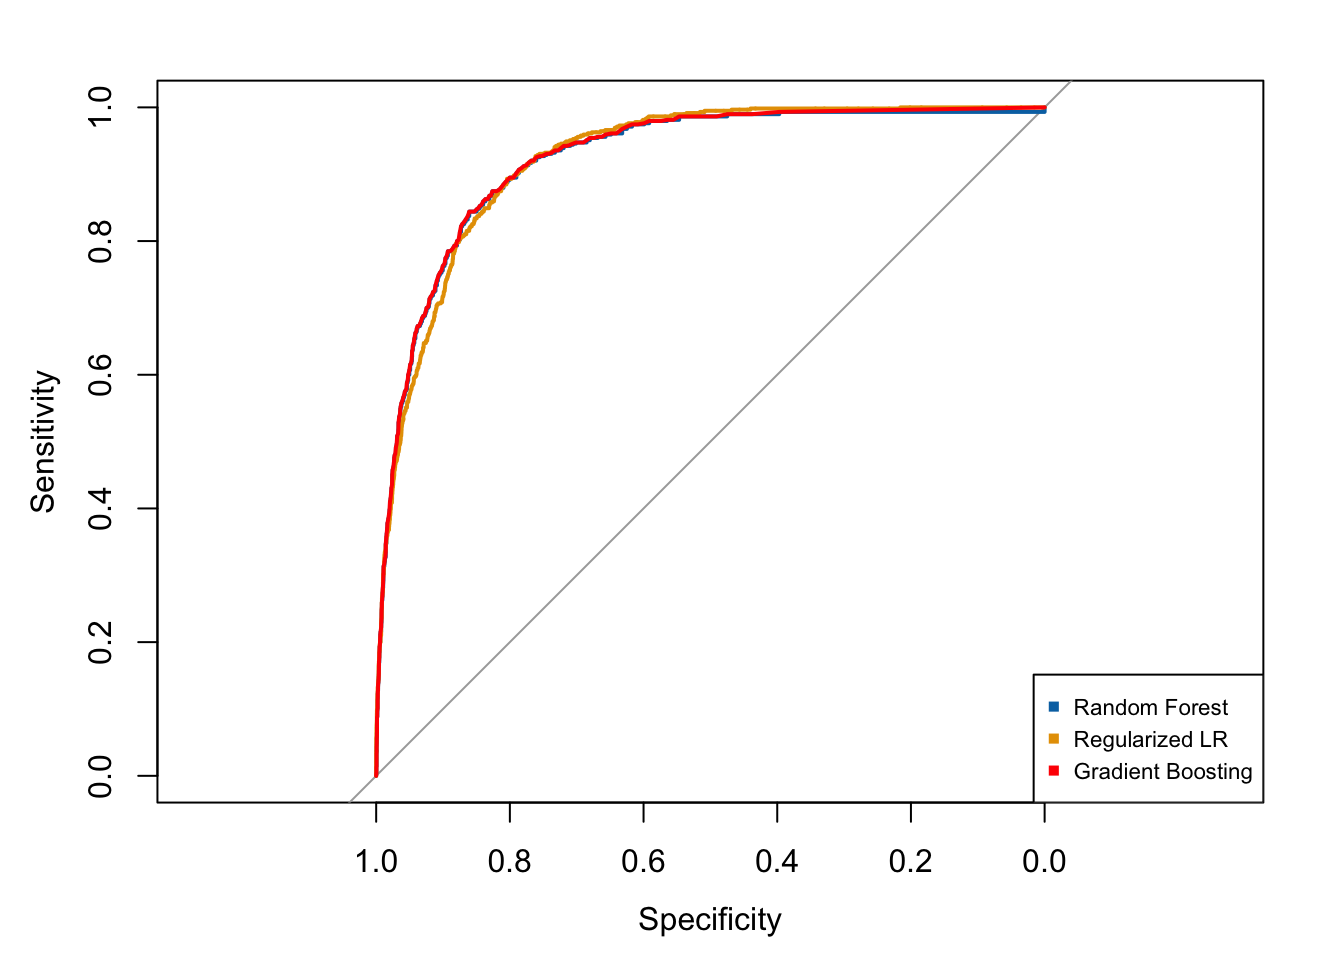 1.0
0.8
0.6
0.4
0.2
0.0
Sensitivity
Random Forest
Regularized LR
Gradient Boosting
1.0 0.8 0.6 0.4 0.2 0.0
Specificity